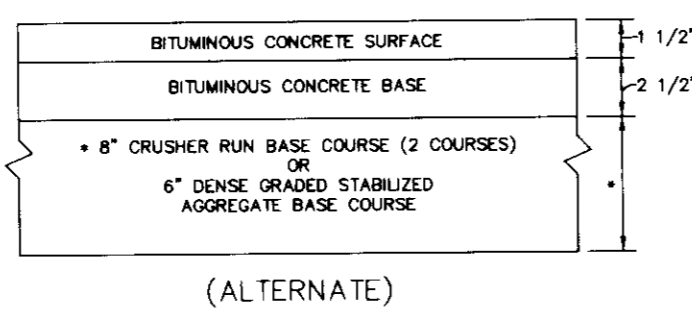 BITUMINOUS CONCRETE SURFACE
1 1/2"
BITUMINOUS CONCRETE BASE
2 1/2"
* 8" CRUSHER RUN BASE COURSE (2 COURSES)
OR
6" DENSE GRADED STABILIZED
AGGREGATE BASE COURSE
*
(ALTERNATE)